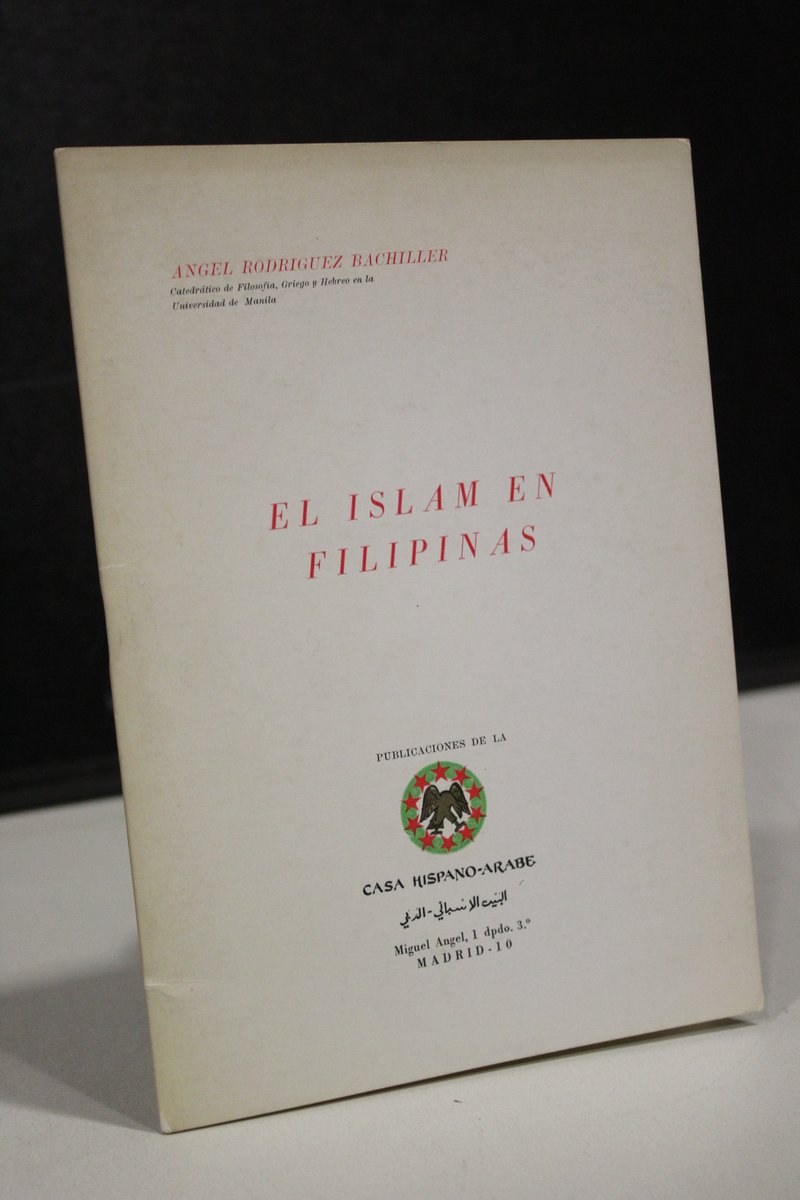 ANGEL RODRIGUEZ BACHILLER
Catedrático de Filosofía, Griego y Hebreo en la
Universidad de Manila
EL ISLAM EN
FILIPINAS
PUBLICACIONES DE LA
CASA HISPANO-ARABE
البيت الاسباني - العربي
Miguel Angel, 1 dpdo. 3.º
MADRID-10